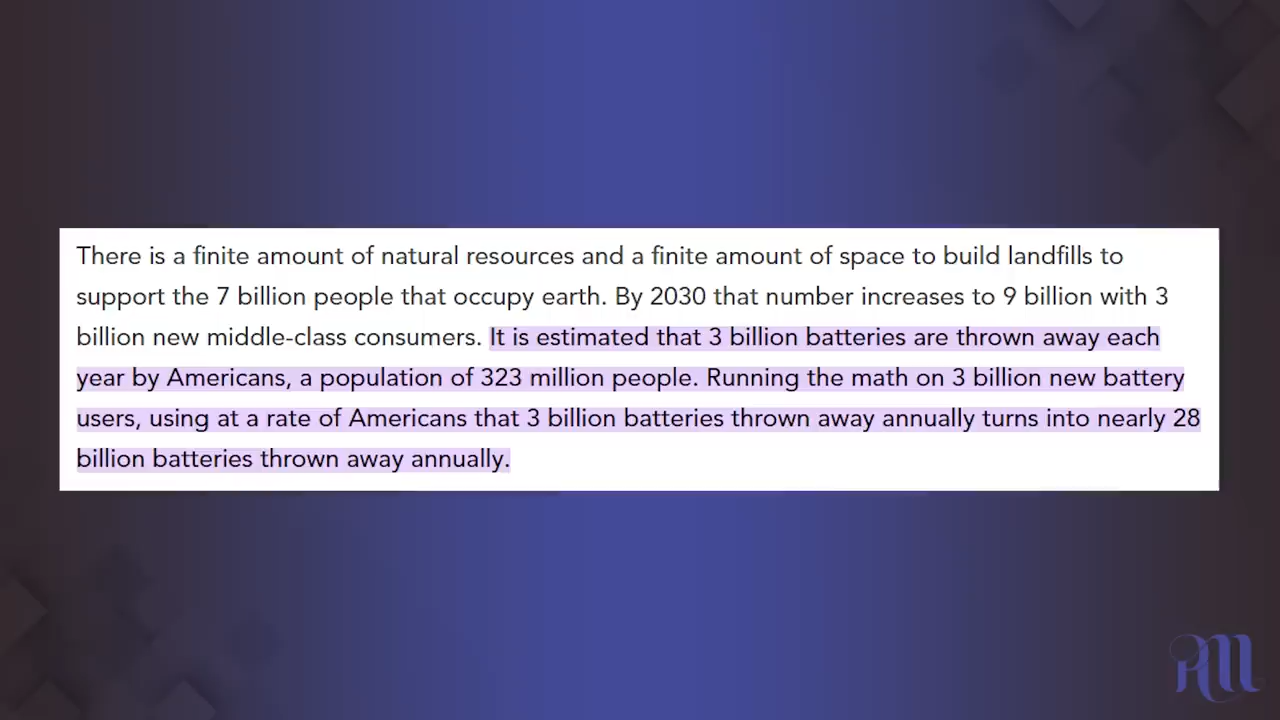 There is a finite amount of natural resources and a finite amount of space to build landfills to
support the 7 billion people that occupy earth. By 2030 that number increases to 9 billion with 3
billion new middle-class consumers. It is estimated that 3 billion batteries are thrown away each
year by Americans, a population of 323 million people. Running the math on 3 billion new battery
users, using at a rate of Americans that 3 billion batteries thrown away annually turns into nearly 28
billion batteries thrown away annually.